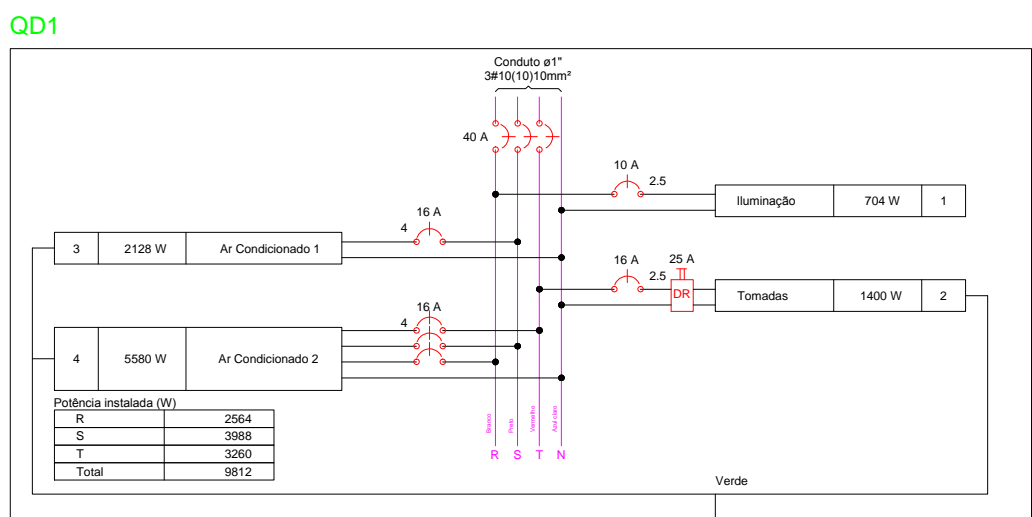 QD1
Conduto ø1"
3#10(10)10mm²
40 A
10 A
2.5
Iluminação 704 W 1
16 A
4
3 2128 W Ar Condicionado 1
16 A
2.5
25 A
DR
Tomadas 1400 W 2
16 A
4
4 5580 W Ar Condicionado 2
Potência instalada (W)
R 2564
S 3988
T 3260
Total 9812
Branco
Preto
Vermelho
Azul claro
R S T N
Verde